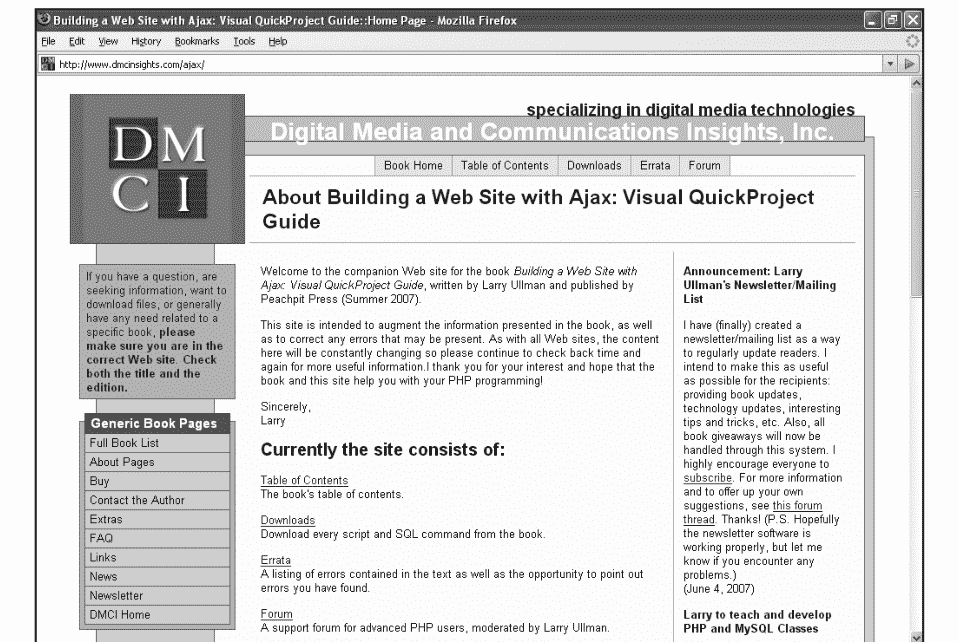 Building a Web Site with Ajax: Visual QuickProject Guide::Home Page - Mozilla Firefox
File Edit View History Bookmarks Tools Help
http://www.dmcinsights.com/ajax/
DMCI
specializing in digital media technologies
Digital Media and Communications Insights, Inc.
Book Home Table of Contents Downloads Errata Forum
About Building a Web Site with Ajax: Visual QuickProject
Guide
If you have a question, are
seeking information, want to
download files, or generally
have any need related to a
specific book, please
make sure you are in the
correct Web site. Check
both the title and the
edition.
Generic Book Pages
Full Book List
About Pages
Buy
Contact the Author
Extras
FAQ
Links
News
Newsletter
DMCI Home
Welcome to the companion Web site for the book Building a Web Site with
Ajax: Visual QuickProject Guide, written by Larry Ullman and published by
Peachpit Press (Summer 2007).
This site is intended to augment the information presented in the book, as well
as to correct any errors that may be present. As with all Web sites, the content
here will be constantly changing so please continue to check back time and
again for more useful information.I thank you for your interest and hope that the
book and this site help you with your PHP programming!
Sincerely,
Larry
Currently the site consists of:
Table of Contents
The book's table of contents.
Downloads
Download every script and SQL command from the book.
Errata
A listing of errors contained in the text as well as the opportunity to point out
errors you have found.
Forum
A support forum for advanced PHP users, moderated by Larry Ullman.
Announcement: Larry
Ullman's Newsletter/Mailing
List
I have (finally) created a
newsletter/mailing list as a way
to regularly update readers. I
intend to make this as useful
as possible for the recipients:
providing book updates,
technology updates, interesting
tips and tricks, etc. Also, all
book giveaways will now be
handled through this system. I
highly encourage everyone to
subscribe. For more information
and to offer up your own
suggestions, see this forum
thread. Thanks! (P.S. Hopefully
the newsletter software is
working properly, but let me
know if you encounter any
problems.)
(June 4, 2007)
Larry to teach and develop
PHP and MySQL Classes